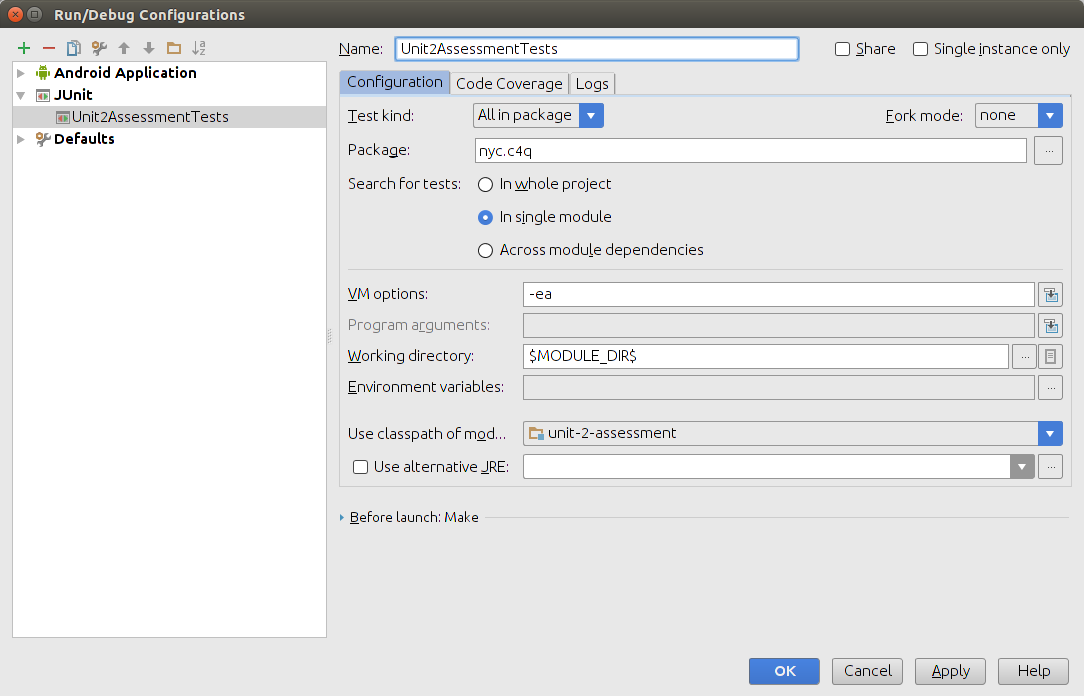 Run/Debug Configurations
Name: Unit2AssessmentTests Share Single instance only
Android Application
JUnit
Unit2AssessmentTests
Defaults
Configuration Code Coverage Logs
Test kind: All in package Fork mode: none
Package: nyc.c4q ...
Search for tests: In whole project
In single module
Across module dependencies
VM options: -ea
Program arguments:
Working directory: $MODULE_DIR$ ...
Environment variables: ...
Use classpath of mod... unit-2-assessment
Use alternative JRE: ...
Before launch: Make
OK Cancel Apply Help